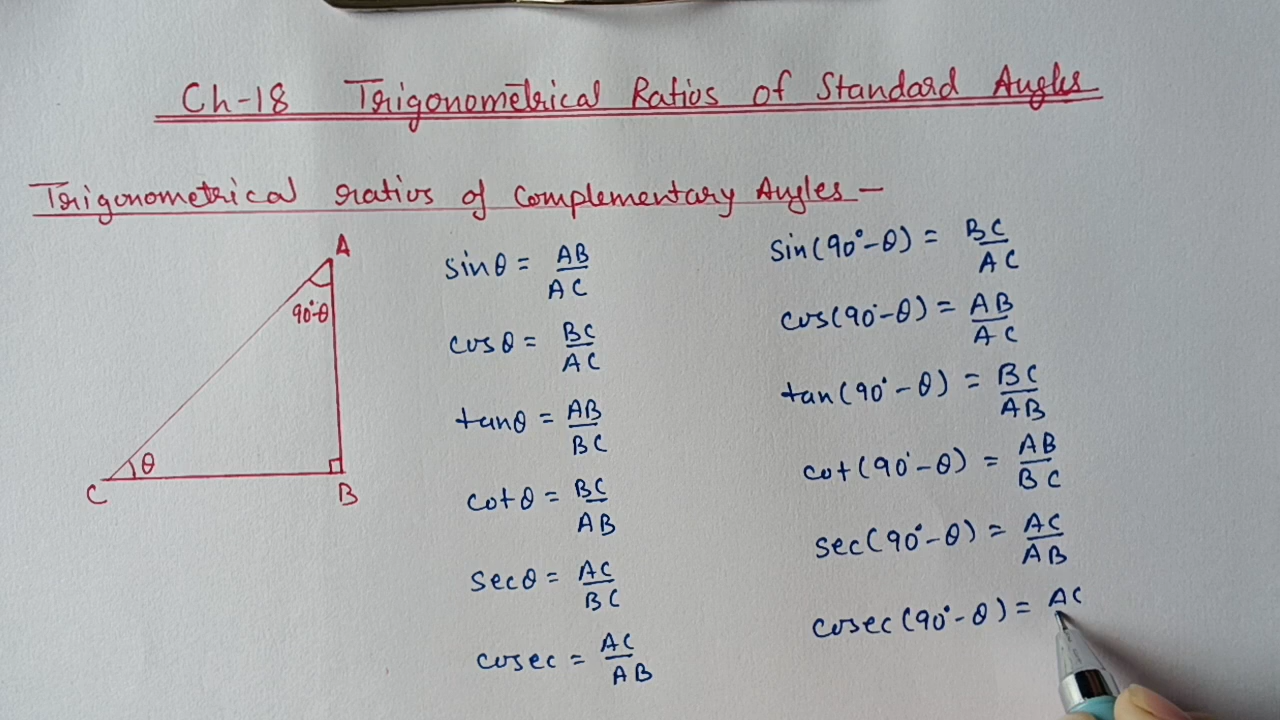 Ch-18 Trigonometrical Ratios of Standard Angles
Trigonometrical ratios of Complementary Angles –
A
90°-θ
θ
C
B
sinθ = AB/AC
cosθ = BC/AC
tanθ = AB/BC
cotθ = BC/AB
secθ = AC/BC
cosec = AC/AB
sin(90°-θ) = BC/AC
cos(90°-θ) = AB/AC
tan(90°-θ) = BC/AB
cot(90°-θ) = AB/BC
sec(90°-θ) = AC/AB
cosec(90°-θ) = AC